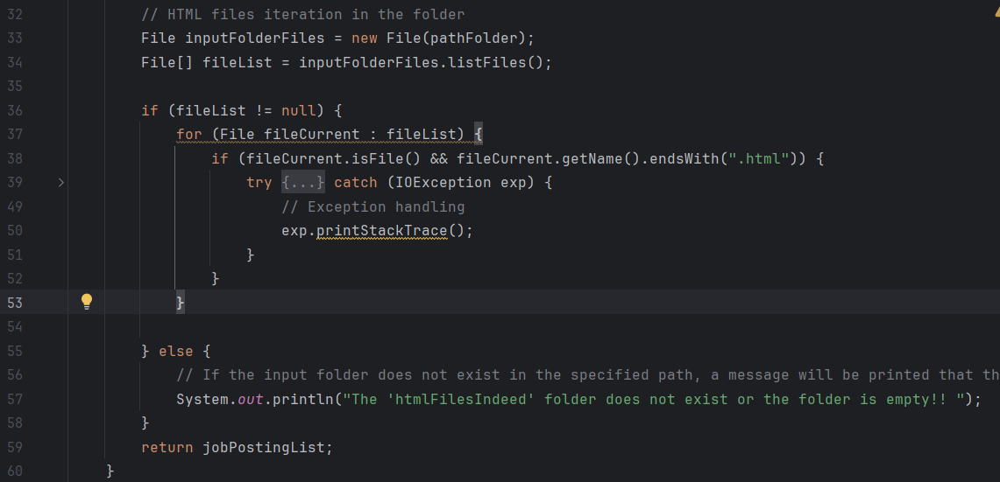 32 // HTML files iteration in the folder
33 File inputFolderFiles = new File(pathFolder);
34 File[] fileList = inputFolderFiles.listFiles();
35
36 if (fileList != null) {
37 for (File fileCurrent : fileList) {
38 if (fileCurrent.isFile() && fileCurrent.getName().endsWith(".html")) {
39 try {...} catch (IOException exp) {
49 // Exception handling
50 exp.printStackTrace();
51 }
52 }
53 }
54
55 } else {
56 // If the input folder does not exist in the specified path, a message will be printed that th
57 System.out.println("The 'htmlFilesIndeed' folder does not exist or the folder is empty!! ");
58 }
59 return jobPostingList;
60 }